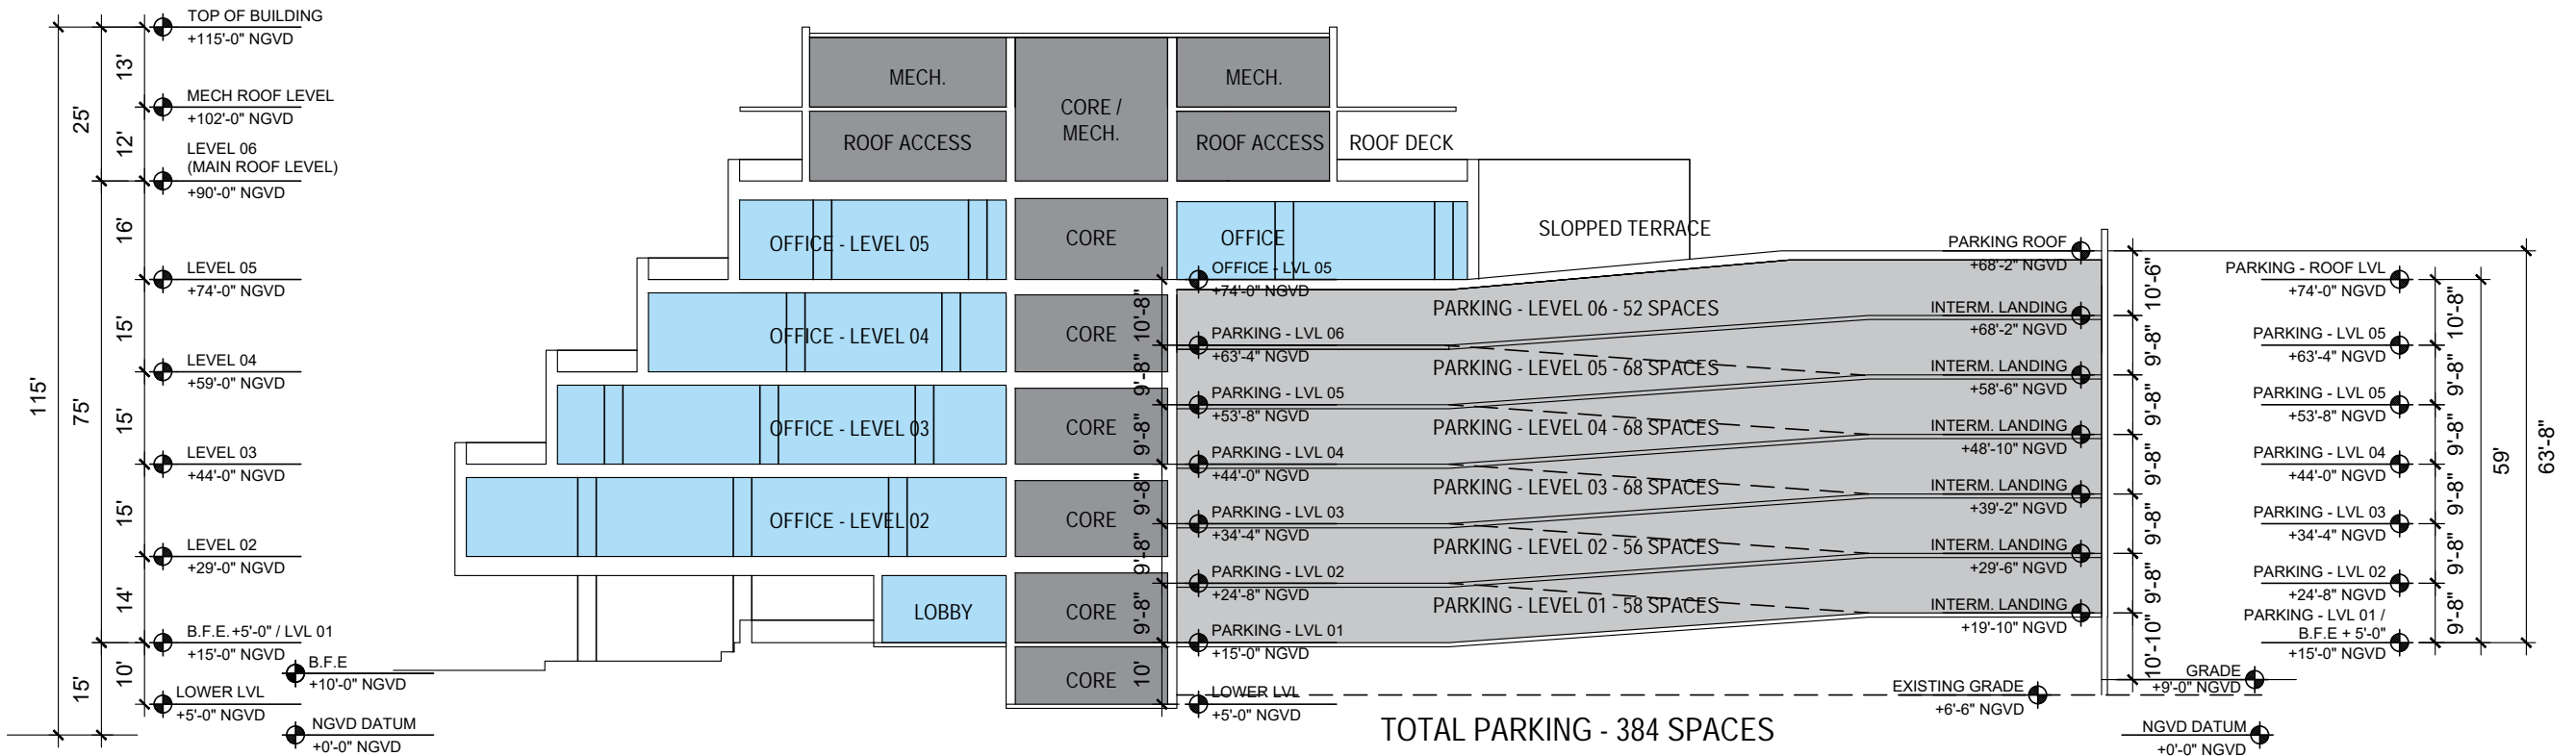 TOP OF BUILDING
+115'-0" NGVD
MECH ROOF LEVEL
+102'-0" NGVD
LEVEL 06
(MAIN ROOF LEVEL)
+90'-0" NGVD
LEVEL 05
+74'-0" NGVD
LEVEL 04
+59'-0" NGVD
LEVEL 03
+44'-0" NGVD
LEVEL 02
+29'-0" NGVD
B.F.E. +5'-0" / LVL 01
+15'-0" NGVD
B.F.E
+10'-0" NGVD
LOWER LVL
+5'-0" NGVD
NGVD DATUM
+0'-0" NGVD
115'
25'
75'
15'
13'
12'
16'
15'
15'
15'
14'
10'
MECH.
CORE /
MECH.
MECH.
ROOF ACCESS
ROOF ACCESS
ROOF DECK
OFFICE - LEVEL 05
CORE
OFFICE
SLOPPED TERRACE
OFFICE - LEVEL 04
CORE
OFFICE - LEVEL 03
CORE
OFFICE - LEVEL 02
CORE
LOBBY
CORE
CORE
OFFICE - LVL 05
+74'-0" NGVD
PARKING - LVL 06
+63'-4" NGVD
PARKING - LVL 05
+53'-8" NGVD
PARKING - LVL 04
+44'-0" NGVD
PARKING - LVL 03
+34'-4" NGVD
PARKING - LVL 02
+24'-8" NGVD
PARKING - LVL 01
+15'-0" NGVD
LOWER LVL
+5'-0" NGVD
10'-8"
9'-8"
9'-8"
9'-8"
9'-8"
9'-8"
10'
PARKING - LEVEL 06 - 52 SPACES
PARKING - LEVEL 05 - 68 SPACES
PARKING - LEVEL 04 - 68 SPACES
PARKING - LEVEL 03 - 68 SPACES
PARKING - LEVEL 02 - 56 SPACES
PARKING - LEVEL 01 - 58 SPACES
TOTAL PARKING - 384 SPACES
PARKING ROOF
+68'-2" NGVD
INTERM. LANDING
+68'-2" NGVD
INTERM. LANDING
+58'-6" NGVD
INTERM. LANDING
+48'-10" NGVD
INTERM. LANDING
+39'-2" NGVD
INTERM. LANDING
+29'-6" NGVD
INTERM. LANDING
+19'-10" NGVD
EXISTING GRADE
+6'-6" NGVD
10'-6"
9'-8"
9'-8"
9'-8"
9'-8"
9'-8"
10'-10"
PARKING - ROOF LVL
+74'-0" NGVD
PARKING - LVL 05
+63'-4" NGVD
PARKING - LVL 05
+53'-8" NGVD
PARKING - LVL 04
+44'-0" NGVD
PARKING - LVL 03
+34'-4" NGVD
PARKING - LVL 02
+24'-8" NGVD
PARKING - LVL 01 /
B.F.E + 5'-0"
+15'-0" NGVD
GRADE
+9'-0" NGVD
NGVD DATUM
+0'-0" NGVD
10'-8"
9'-8"
9'-8"
9'-8"
9'-8"
9'-8"
59'
63'-8"